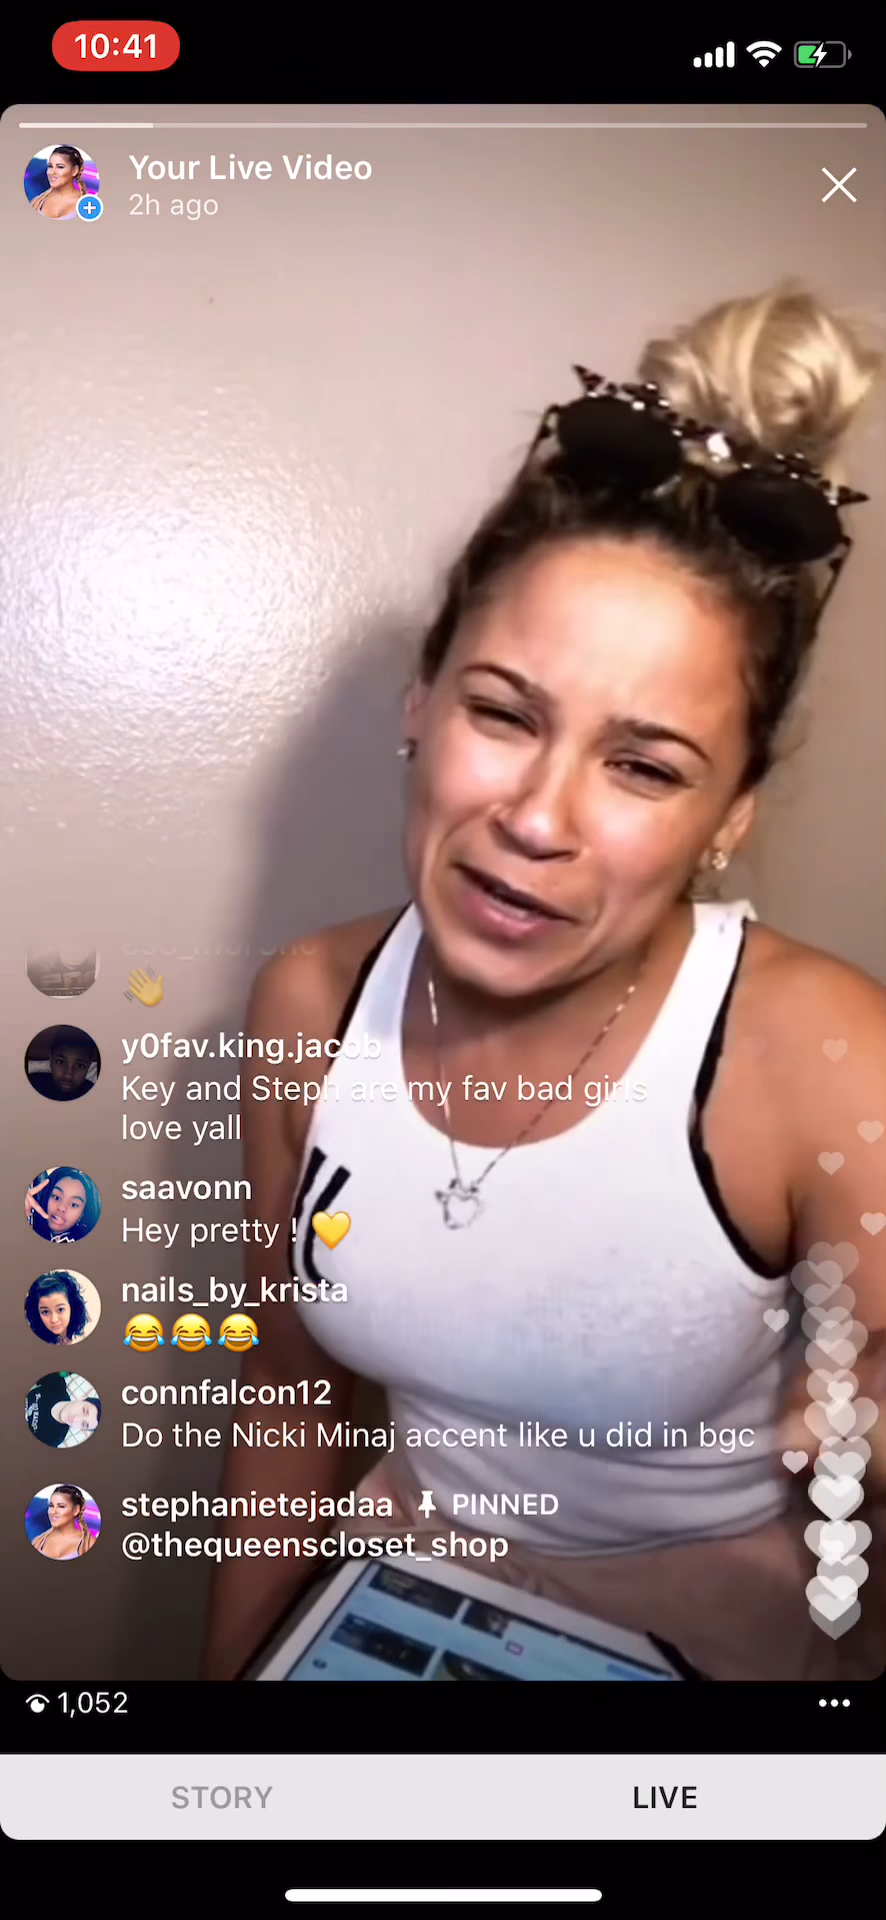 10:41
Your Live Video
2h ago
👋
y0fav.king.jacob
Key and Steph are my fav bad girls
love yall
saavonn
Hey pretty ! 💛
nails_by_krista
😂😂😂
connfalcon12
Do the Nicki Minaj accent like u did in bgc
stephanietejadaa PINNED
@thequeenscloset_shop
1,052
STORY
LIVE